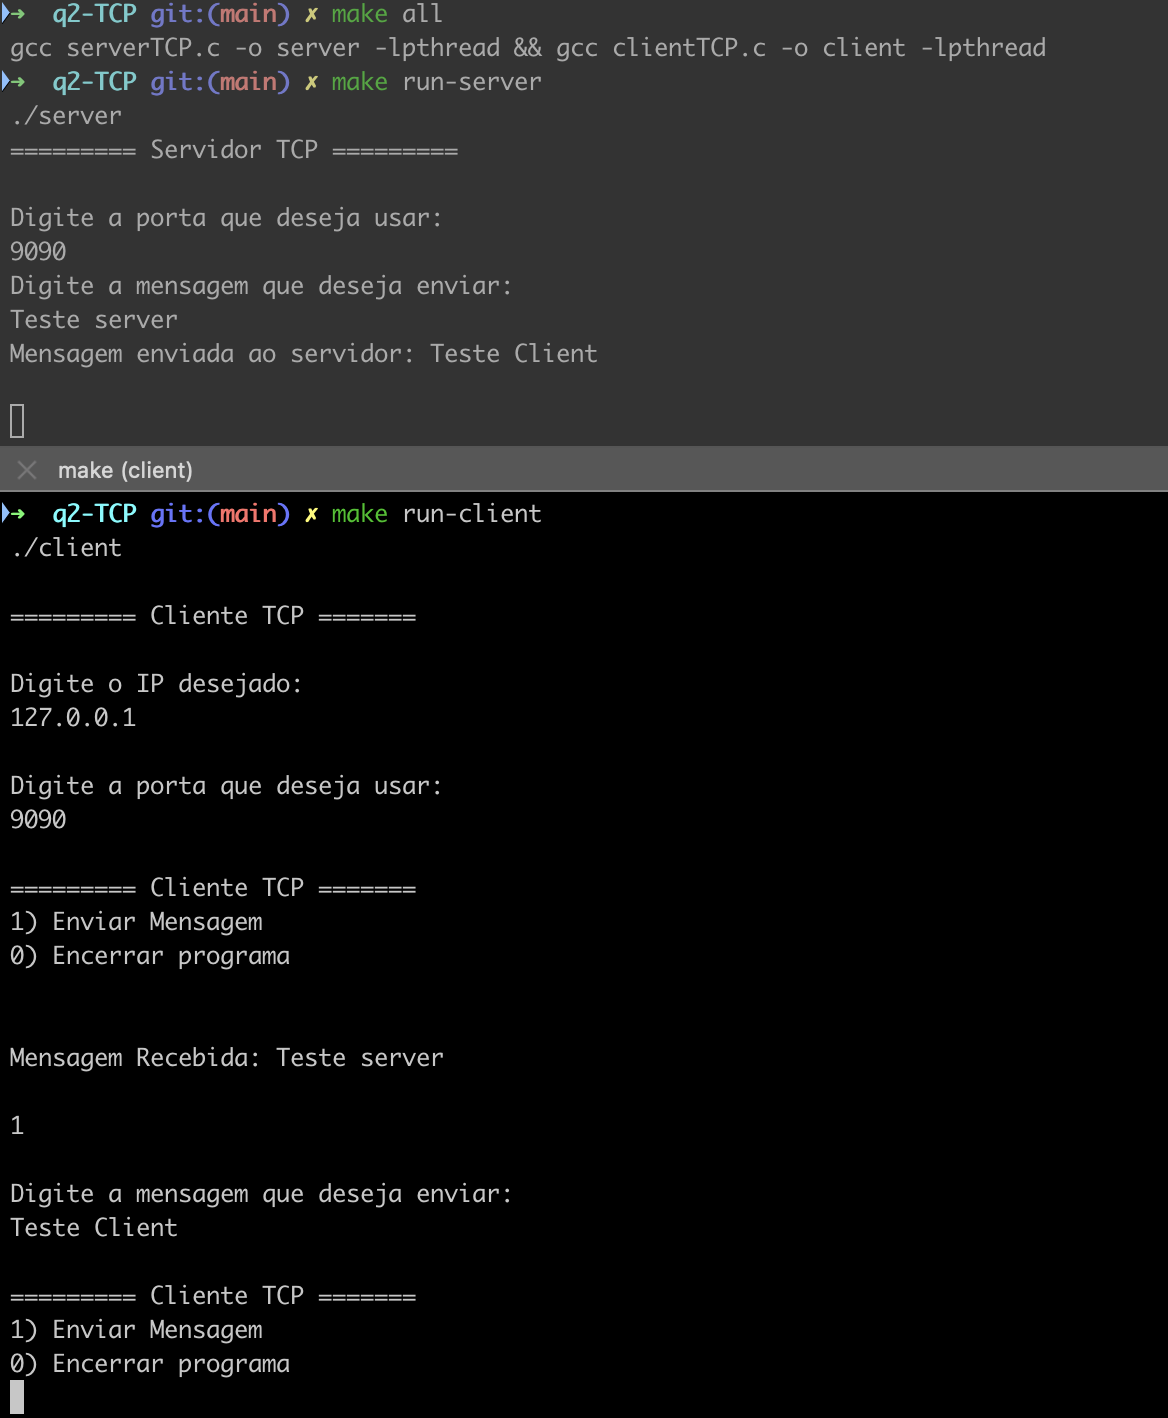 ➜ q2-TCP git:(main) ✗ make all
gcc serverTCP.c -o server -lpthread && gcc clientTCP.c -o client -lpthread
➜ q2-TCP git:(main) ✗ make run-server
./server
========= Servidor TCP =========
Digite a porta que deseja usar:
9090
Digite a mensagem que deseja enviar:
Teste server
Mensagem enviada ao servidor: Teste Client
make (client)
➜ q2-TCP git:(main) ✗ make run-client
./client
========= Cliente TCP =======
Digite o IP desejado:
127.0.0.1
Digite a porta que deseja usar:
9090
========= Cliente TCP =======
1) Enviar Mensagem
0) Encerrar programa
Mensagem Recebida: Teste server
1
Digite a mensagem que deseja enviar:
Teste Client
========= Cliente TCP =======
1) Enviar Mensagem
0) Encerrar programa